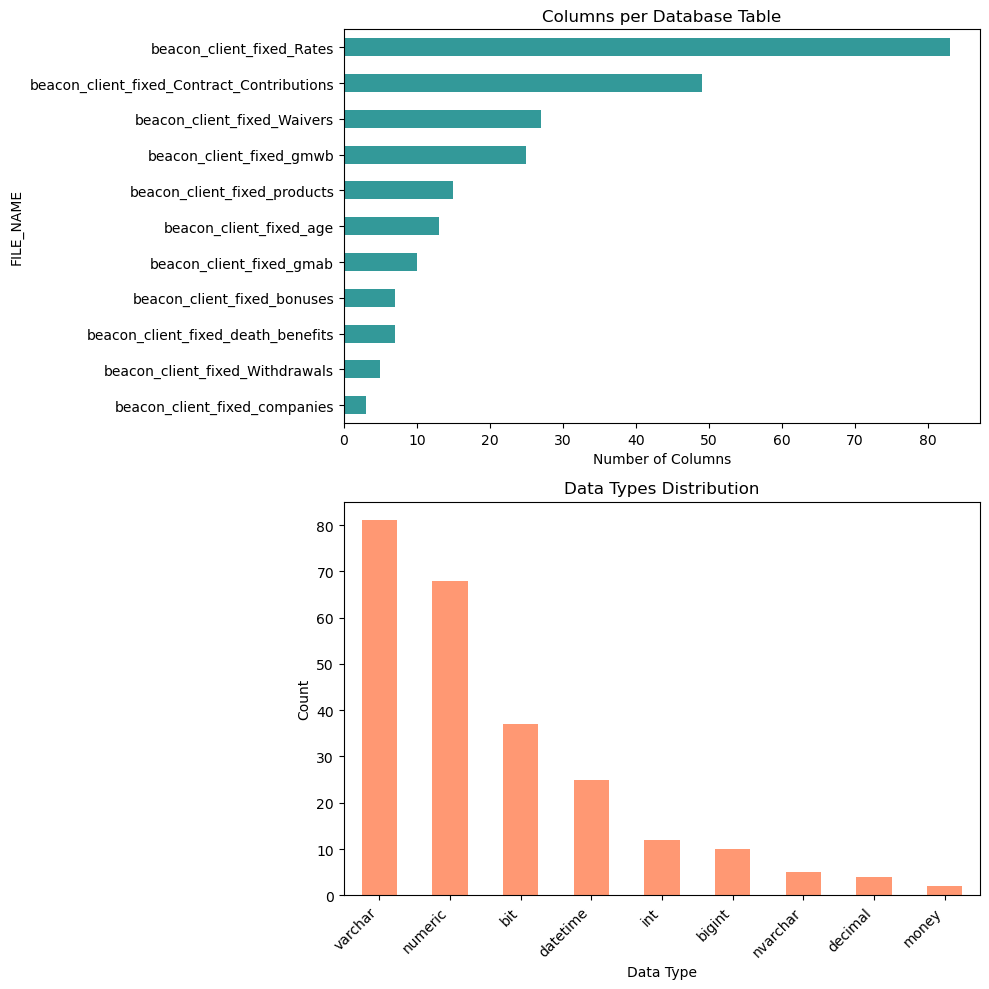 Columns per Database Table
FILE_NAME
beacon_client_fixed_Rates
beacon_client_fixed_Contract_Contributions
beacon_client_fixed_Waivers
beacon_client_fixed_gmwb
beacon_client_fixed_products
beacon_client_fixed_age
beacon_client_fixed_gmab
beacon_client_fixed_bonuses
beacon_client_fixed_death_benefits
beacon_client_fixed_Withdrawals
beacon_client_fixed_companies
0 10 20 30 40 50 60 70 80
Number of Columns
Data Types Distribution
Count
80
70
60
50
40
30
20
10
0
varchar numeric bit datetime int bigint nvarchar decimal money
Data Type